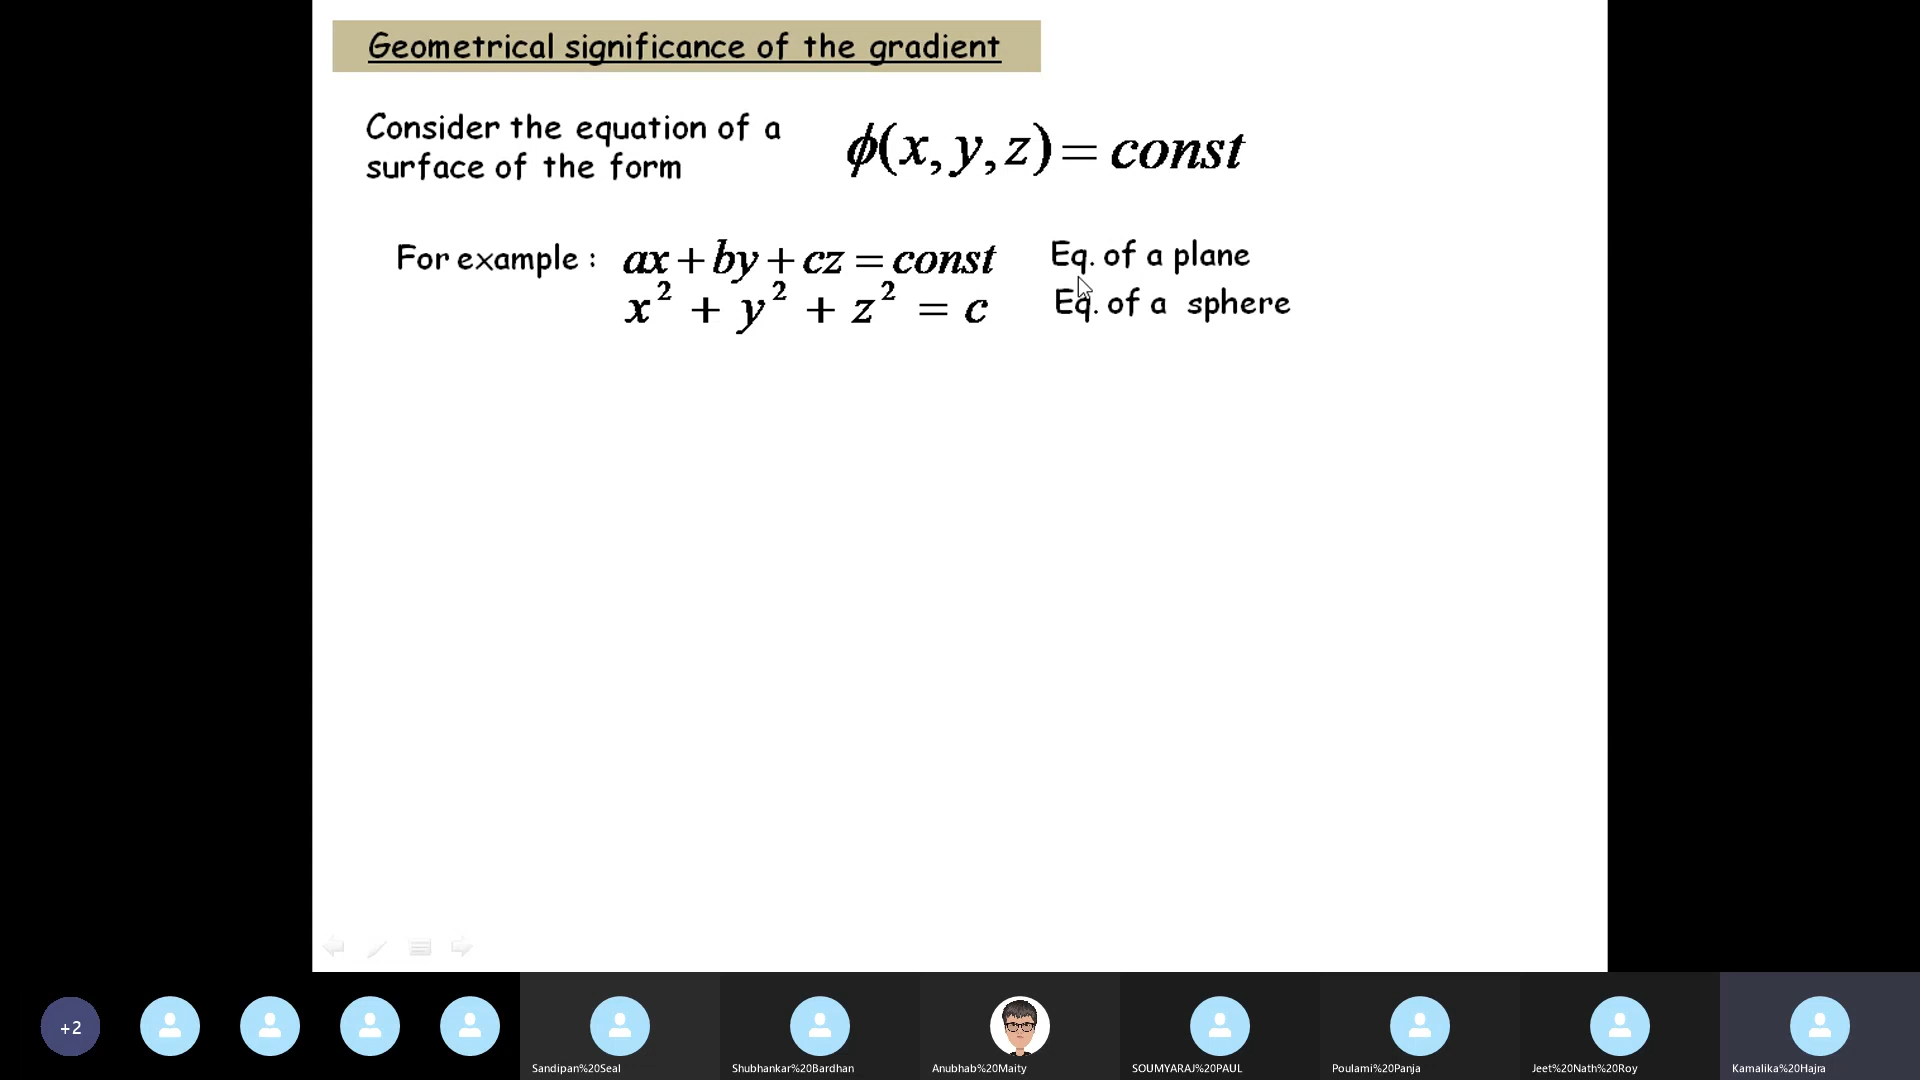 Geometrical significance of the gradient
Consider the equation of a
surface of the form
ϕ(x, y, z) = const
For example : ax + by + cz = const Eq. of a plane
x² + y² + z² = c Eq. of a sphere
+2
Sandipan%20Seal Shubhankar%20Bardhan Anubhab%20Maity SOUMYARAJ%20PAUL Poulami%20Panja Jeet%20Nath%20Roy Kamalika%20Hajra